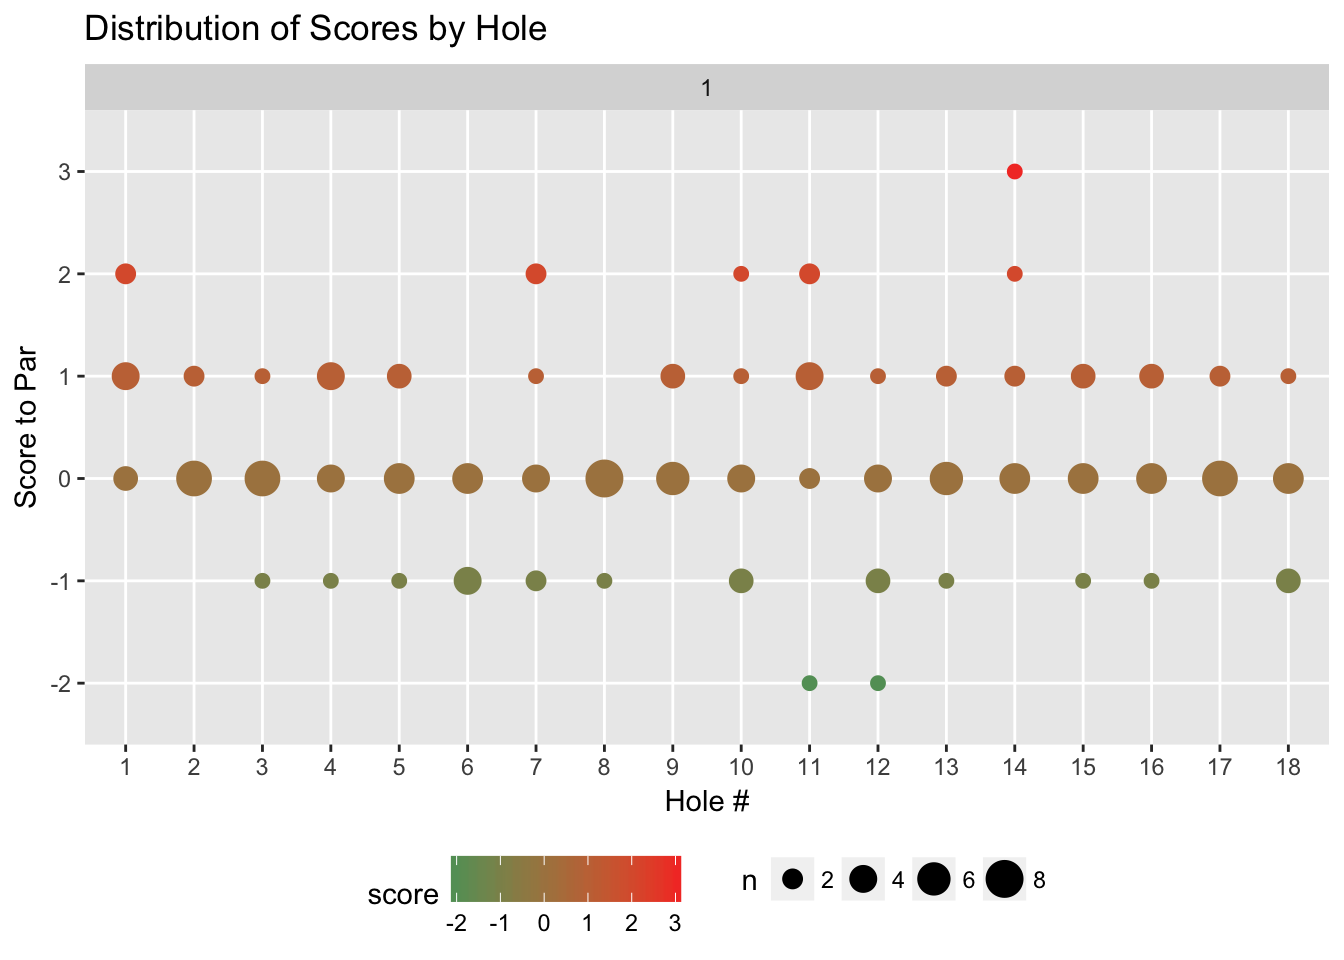 Distribution of Scores by Hole
1
3
2
1
0
-1
-2
Score to Par
1 2 3 4 5 6 7 8 9 10 11 12 13 14 15 16 17 18
Hole #
score
-2 -1 0 1 2 3
n 2 4 6 8